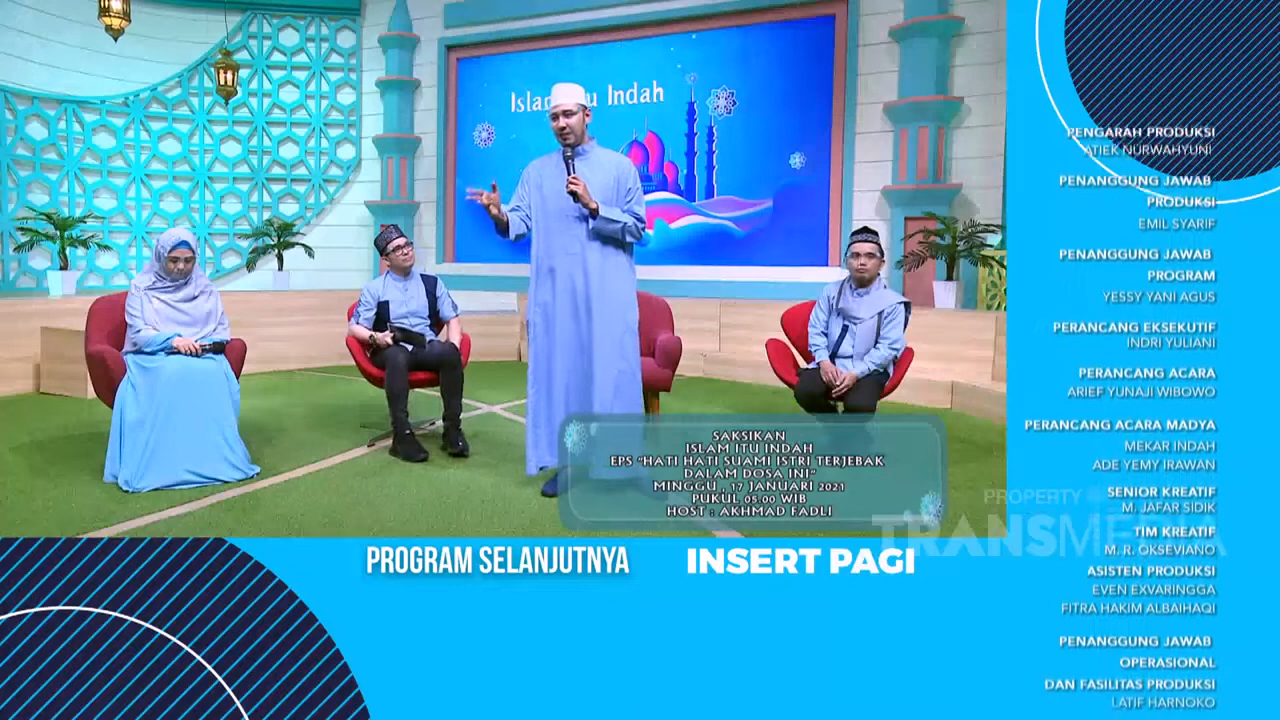 Islam Itu Indah
SAKSIKAN
ISLAM ITU INDAH
EPS "HATI HATI SUAMI ISTRI TERJEBAK
DALAM DOSA INI"
MINGGU , 17 JANUARI 2021
PUKUL 05.00 WIB
HOST : AKHMAD FADLI
PROGRAM SELANJUTNYA
INSERT PAGI
PENGARAH PRODUKSI
ATIEK NURWAHYUNI
PENANGGUNG JAWAB
PRODUKSI
EMIL SYARIF
PENANGGUNG JAWAB
PROGRAM
YESSY YANI AGUS
PERANCANG EKSEKUTIF
INDRI YULIANI
PERANCANG ACARA
ARIEF YUNAJI WIBOWO
PERANCANG ACARA MADYA
MEKAR INDAH
ADE YEMY IRAWAN
SENIOR KREATIF
M. JAFAR SIDIK
TIM KREATIF
M. R. OKSEVIANO
ASISTEN PRODUKSI
EVEN EXVARINGGA
FITRA HAKIM ALBAIHAQI
PENANGGUNG JAWAB
OPERASIONAL
DAN FASILITAS PRODUKSI
LATIF HARNOKO
PROPERTY
TRANSMEDIA